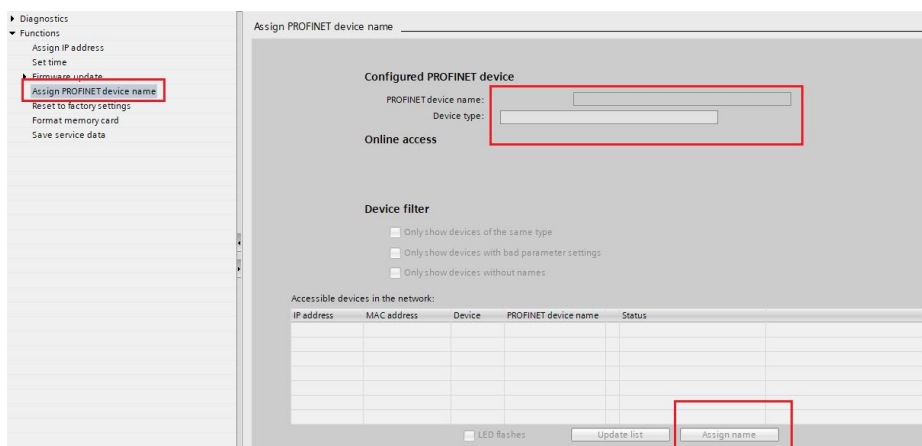 Diagnostics
Functions
Assign IP address
Set time
Firmware update
Assign PROFINET device name
Reset to factory settings
Format memory card
Save service data
Assign PROFINET device name
Configured PROFINET device
PROFINET device name:
Device type:
Online access
Device filter
Only show devices of the same type
Only show devices with bad parameter settings
Only show devices without names
Accessible devices in the network:
IP address MAC address Device PROFINET device name Status
LED flashes Update list Assign name